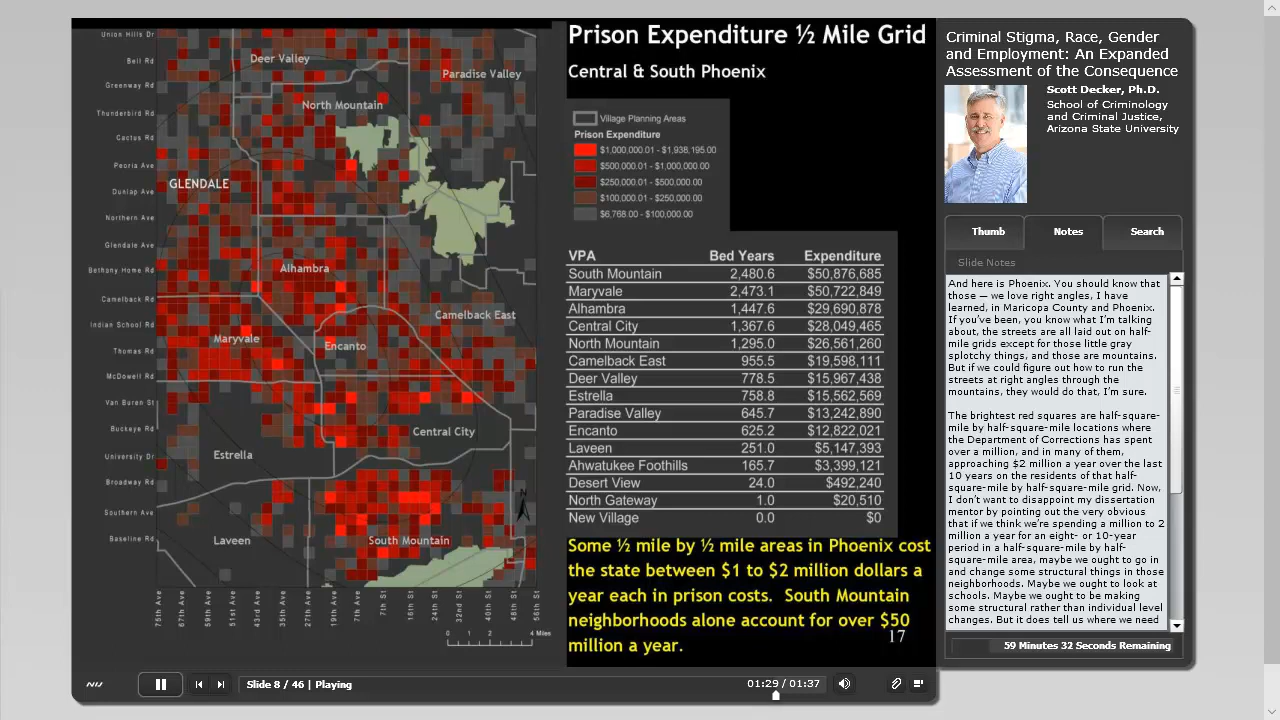 Prison Expenditure ½ Mile Grid
Central & South Phoenix
Union Hills Dr
Bell Rd
Greenway Rd
Thunderbird Rd
Cactus Rd
Peoria Ave
Dunlap Ave
Northern Ave
Glendale Ave
Bethany Home Rd
Camelback Rd
Indian School Rd
Thomas Rd
McDowell Rd
Van Buren St
Buckeye Rd
University Dr
Broadway Rd
Southern Ave
Baseline Rd
Deer Valley
Paradise Valley
North Mountain
GLENDALE
Alhambra
Camelback East
Maryvale
Encanto
Central City
Estrella
Laveen
South Mountain
N
75th Ave
67th Ave
59th Ave
51st Ave
43rd Ave
35th Ave
27th Ave
19th Ave
7th Ave
7th St
16th St
24th St
32nd St
40th St
48th St
56th St
0 1 2 4 Miles
Village Planning Areas
Prison Expenditure
$1,000,000.01 - $1,938,195.00
$500,000.01 - $1,000,000.00
$250,000.01 - $500,000.00
$100,000.01 - $250,000.00
$6,768.00 - $100,000.00
VPA Bed Years Expenditure
South Mountain 2,480.6 $50,876,685
Maryvale 2,473.1 $50,722,849
Alhambra 1,447.6 $29,690,878
Central City 1,367.6 $28,049,465
North Mountain 1,295.0 $26,561,260
Camelback East 955.5 $19,598,111
Deer Valley 778.5 $15,967,438
Estrella 758.8 $15,562,569
Paradise Valley 645.7 $13,242,890
Encanto 625.2 $12,822,021
Laveen 251.0 $5,147,393
Ahwatukee Foothills 165.7 $3,399,121
Desert View 24.0 $492,240
North Gateway 1.0 $20,510
New Village 0.0 $0
Some ½ mile by ½ mile areas in Phoenix cost
the state between $1 to $2 million dollars a
year each in prison costs. South Mountain
neighborhoods alone account for over $50
million a year.
17
Criminal Stigma, Race, Gender
and Employment: An Expanded
Assessment of the Consequence
Scott Decker, Ph.D.
School of Criminology
and Criminal Justice,
Arizona State University
Thumb Notes Search
Slide Notes
And here is Phoenix. You should know that
those — we love right angles, I have
learned, in Maricopa County and Phoenix.
If you've been, you know what I'm talking
about, the streets are all laid out on half-
mile grids except for those little gray
splotchy things, and those are mountains.
But if we could figure out how to run the
streets at right angles through the
mountains, they would do that, I'm sure.
The brightest red squares are half-square-
mile by half-square-mile locations where
the Department of Corrections has spent
over a million, and in many of them,
approaching $2 million a year over the last
10 years on the residents of that half-
square-mile by half-square-mile grid. Now,
I don't want to disappoint my dissertation
mentor by pointing out the very obvious
that if we think we're spending a million to 2
million a year for an eight- or 10-year
period in a half-square-mile by half-
square-mile area, maybe we ought to go in
and change some structural things in those
neighborhoods. Maybe we ought to look at
schools. Maybe we ought to be making
some structural rather than individual level
changes. But it does tell us where we need
59 Minutes 32 Seconds Remaining
Slide 8 / 46 | Playing
01:29 / 01:37